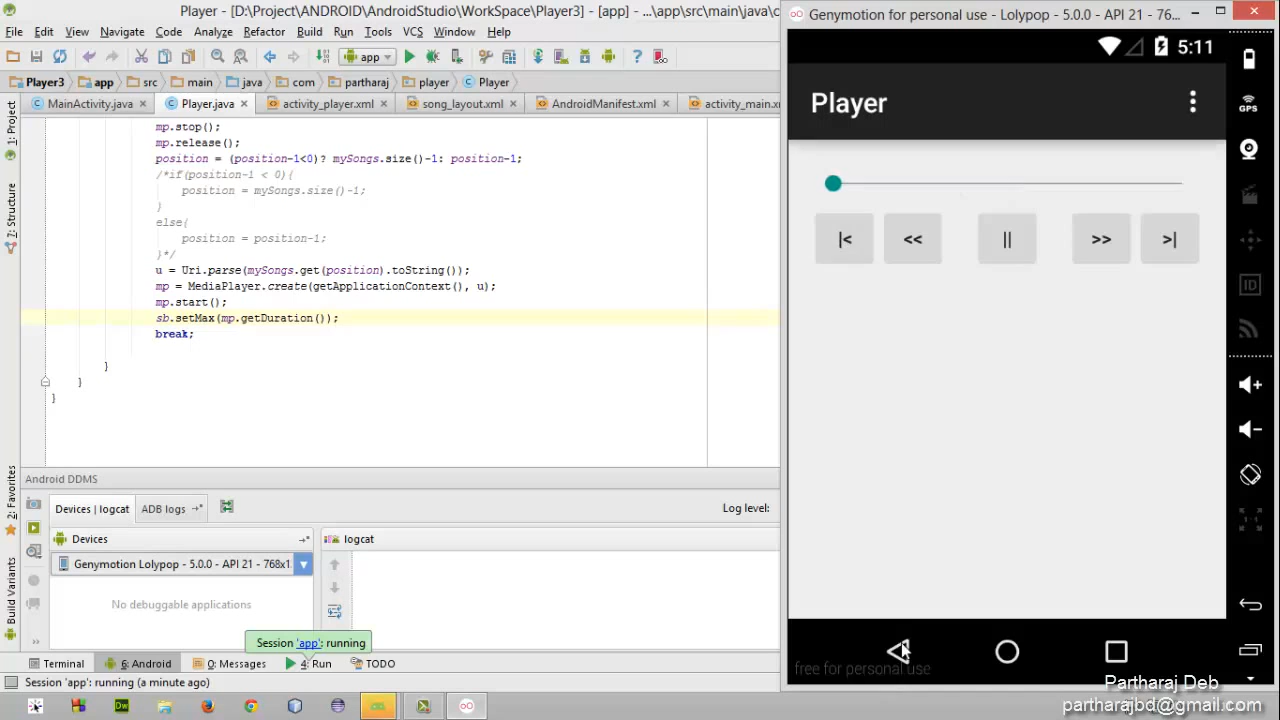 Player - [D:\Project\ANDROID\AndroidStudio\WorkSpace\Player3] - [app] - ...\app\src\main\java\
File Edit View Navigate Code Analyze Refactor Build Run Tools VCS Window Help
app
Player3 app src main java com partharaj player Player
MainActivity.java Player.java activity_player.xml song_layout.xml AndroidManifest.xml activity_main.xm
1: Project
7: Structure
2: Favorites
Build Variants
mp.stop();
mp.release();
position = (position-1<0)? mySongs.size()-1: position-1;
/*if(position-1 < 0){
position = mySongs.size()-1;
}
else{
position = position-1;
}*/
u = Uri.parse(mySongs.get(position).toString());
mp = MediaPlayer.create(getApplicationContext(), u);
mp.start();
sb.setMax(mp.getDuration());
break;
}
}
}
Android DDMS
Devices | logcat ADB logs Log level:
Devices logcat
Genymotion Lolypop - 5.0.0 - API 21 - 768x1
No debuggable applications
Session 'app': running
Terminal 6: Android 0: Messages 4: Run TODO
Session 'app': running (a minute ago)
Genymotion for personal use - Lolypop - 5.0.0 - API 21 - 768...
5:11
Player
|< << || >> >|
GPS
ID
1:1
free for personal use
Partharaj Deb
partharajbd@gmail.com